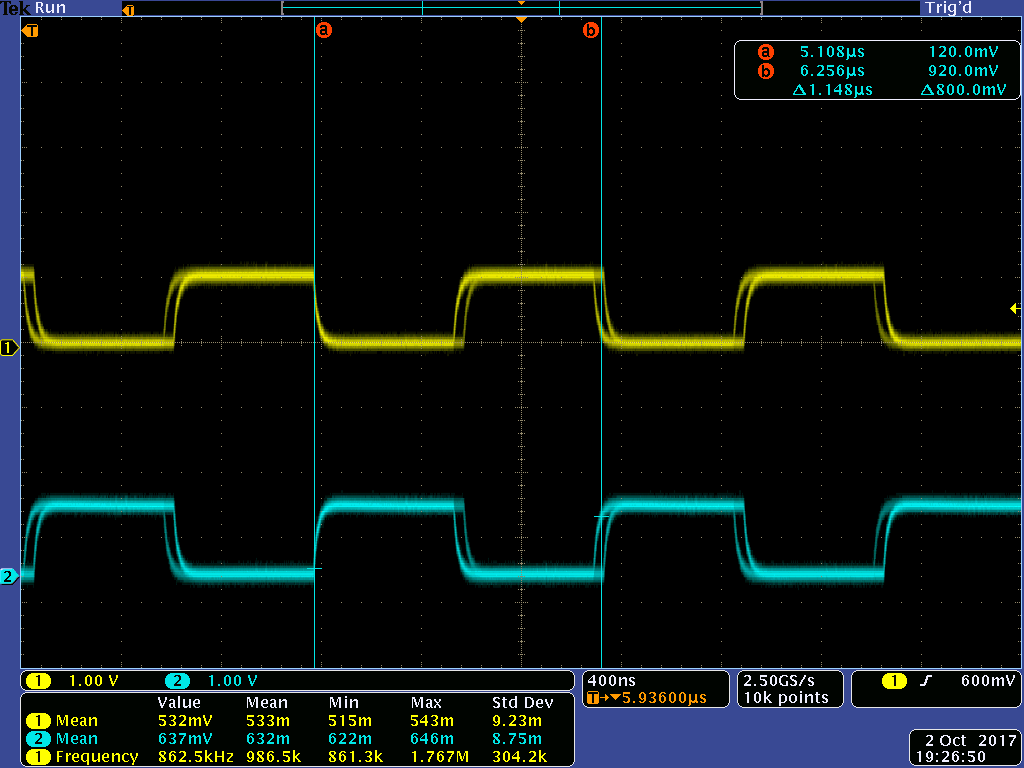 Tek Run Trig'd
T
T a b
a 5.108µs 120.0mV
b 6.256µs 920.0mV
Δ1.148µs Δ800.0mV
1
2
1 1.00 V 2 1.00 V
400ns
T→▼5.93600µs
2.50GS/s
10k points
1 600mV
Value Mean Min Max Std Dev
1 Mean 532mV 533m 515m 543m 9.23m
2 Mean 637mV 632m 622m 646m 8.75m
1 Frequency 862.5kHz 986.5k 861.3k 1.767M 304.2k
2 Oct 2017
19:26:50